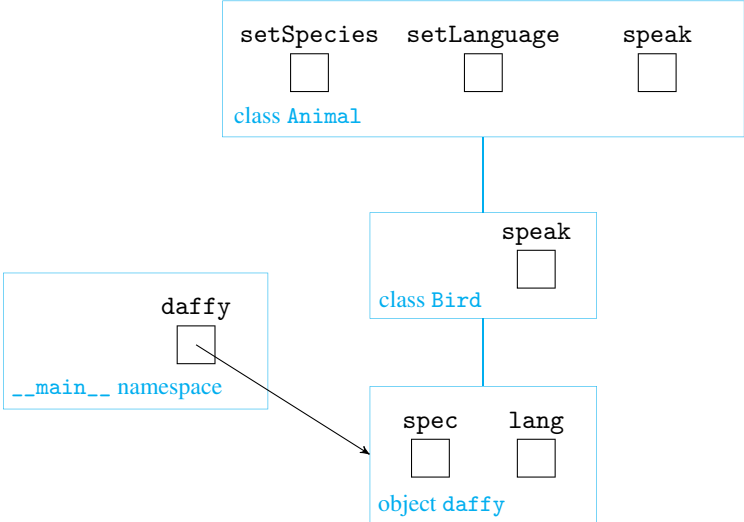 setSpecies setLanguage speak
class Animal
speak
class Bird
daffy
__main__ namespace
spec lang
object daffy